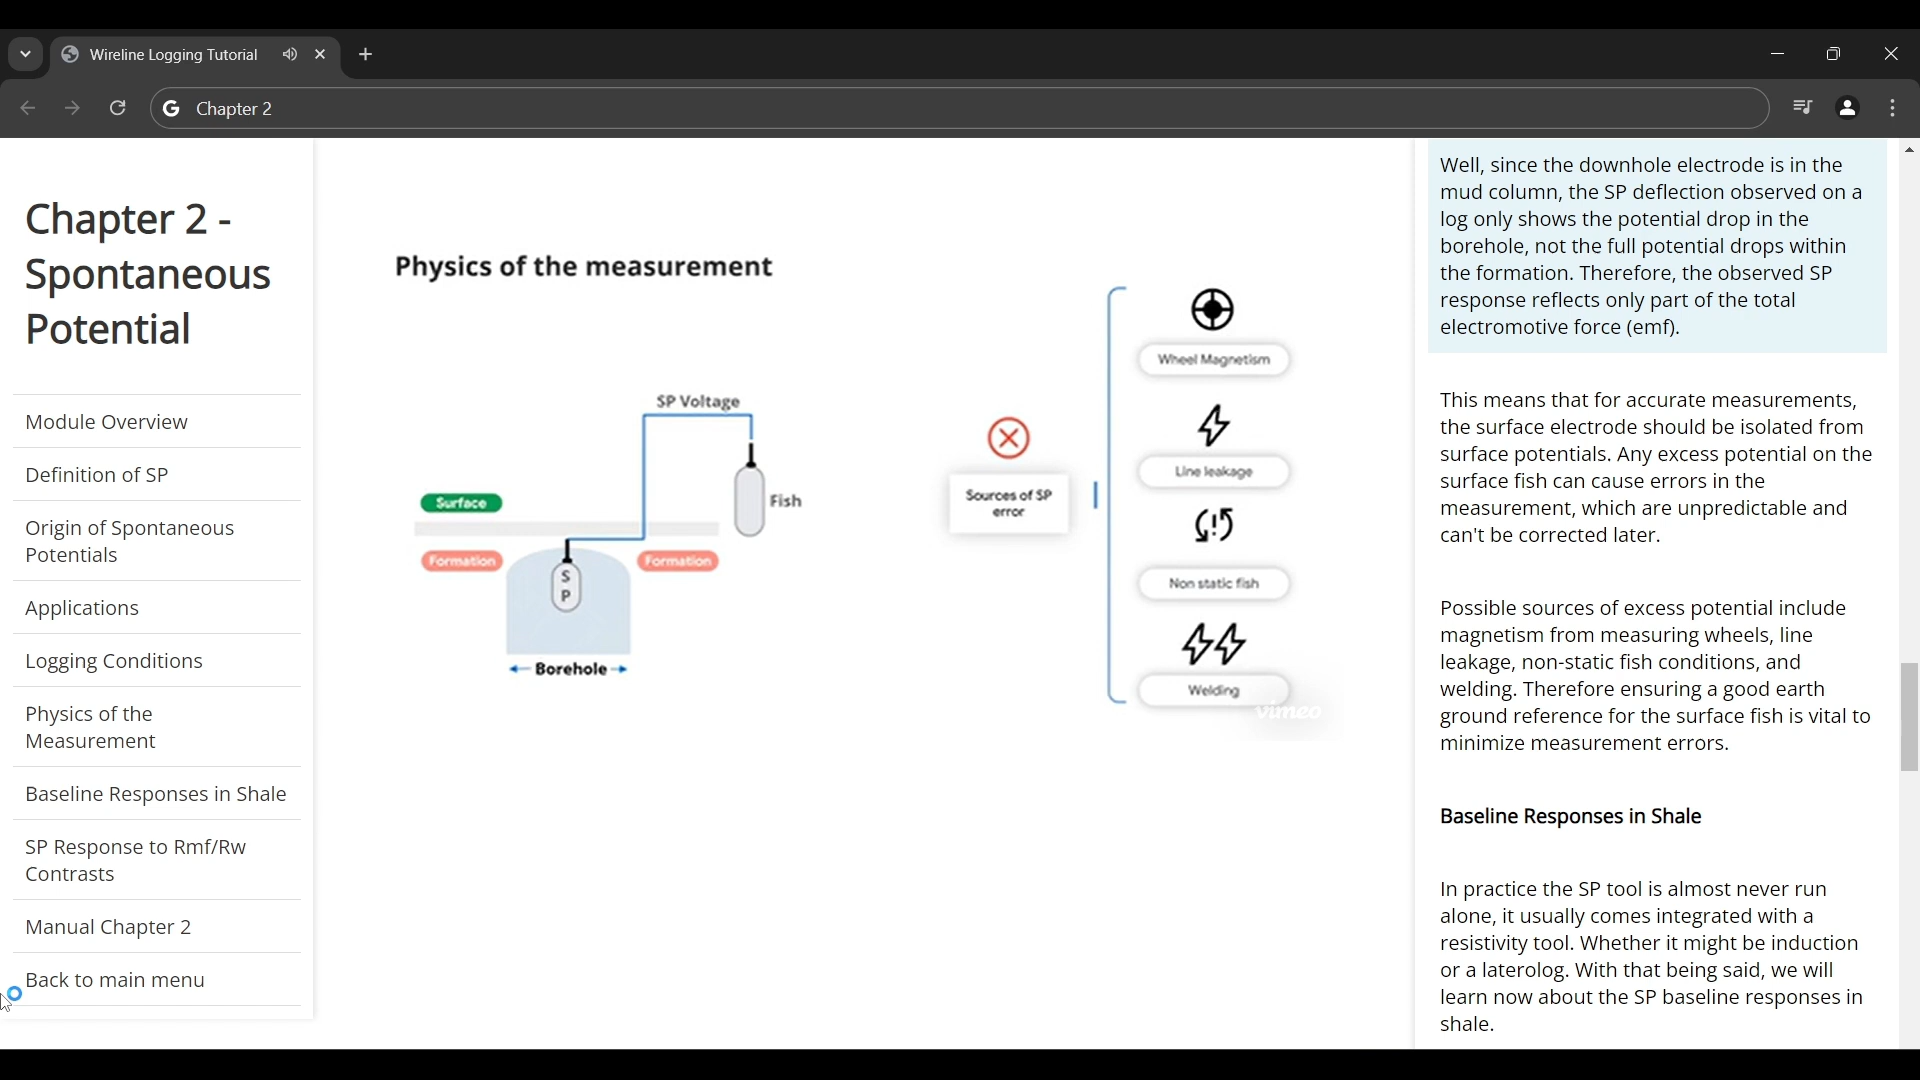 Wireline Logging Tutorial
Chapter 2
Chapter 2 -
Spontaneous
Potential
Module Overview
Definition of SP
Origin of Spontaneous
Potentials
Applications
Logging Conditions
Physics of the
Measurement
Baseline Responses in Shale
SP Response to Rmf/Rw
Contrasts
Manual Chapter 2
Back to main menu
Physics of the measurement
SP Voltage
Fish
Surface
Formation
Formation
S
P
Borehole
Sources of SP
error
Wheel Magnetism
Line leakage
Non static fish
Welding
vimeo
Well, since the downhole electrode is in the
mud column, the SP deflection observed on a
log only shows the potential drop in the
borehole, not the full potential drops within
the formation. Therefore, the observed SP
response reflects only part of the total
electromotive force (emf).
This means that for accurate measurements,
the surface electrode should be isolated from
surface potentials. Any excess potential on the
surface fish can cause errors in the
measurement, which are unpredictable and
can't be corrected later.
Possible sources of excess potential include
magnetism from measuring wheels, line
leakage, non-static fish conditions, and
welding. Therefore ensuring a good earth
ground reference for the surface fish is vital to
minimize measurement errors.
Baseline Responses in Shale
In practice the SP tool is almost never run
alone, it usually comes integrated with a
resistivity tool. Whether it might be induction
or a laterolog. With that being said, we will
learn now about the SP baseline responses in
shale.